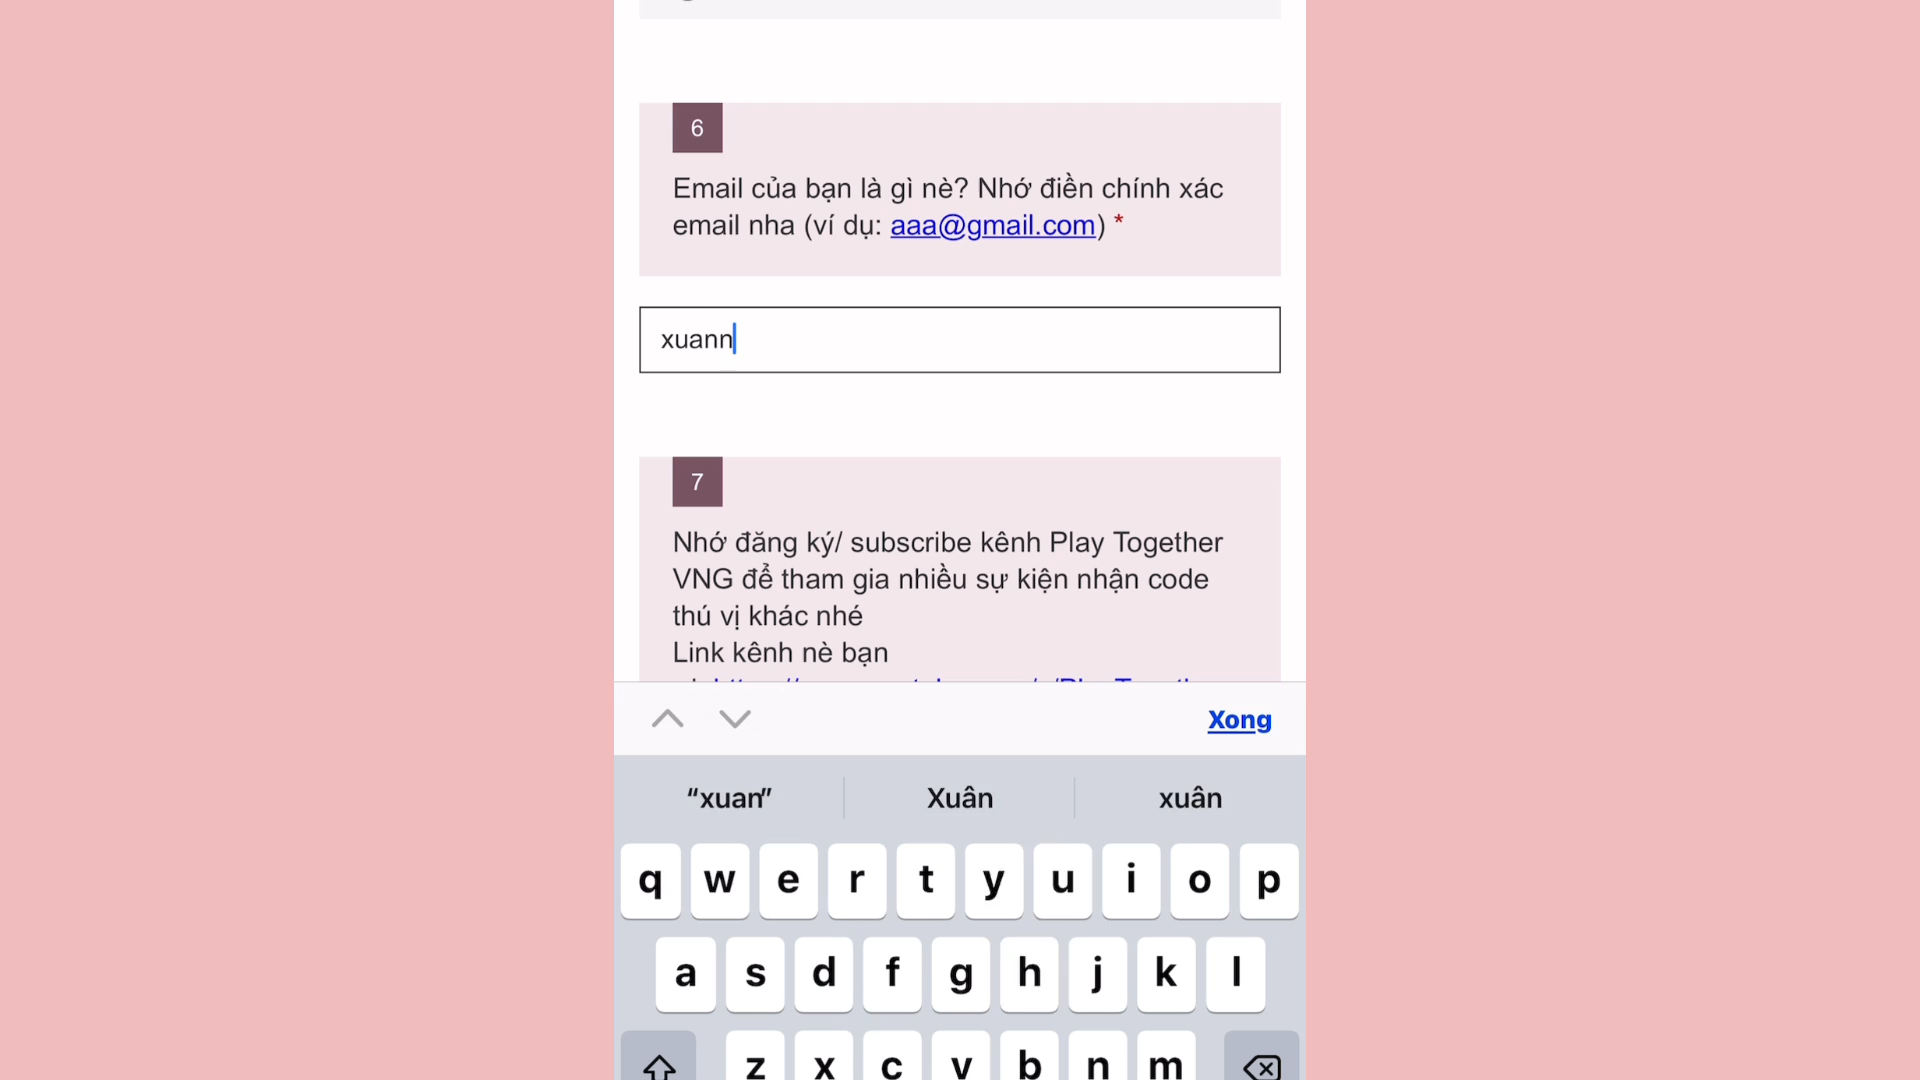 6
Email của bạn là gì nè? Nhớ điền chính xác
email nha (ví dụ: aaa@gmail.com) *
xuann
7
Nhớ đăng ký/ subscribe kênh Play Together
VNG để tham gia nhiều sự kiện nhận code
thú vị khác nhé
Link kênh nè bạn
Xong
“xuan” Xuân xuân
q w e r t y u i o p
a s d f g h j k l
z x c v b n m